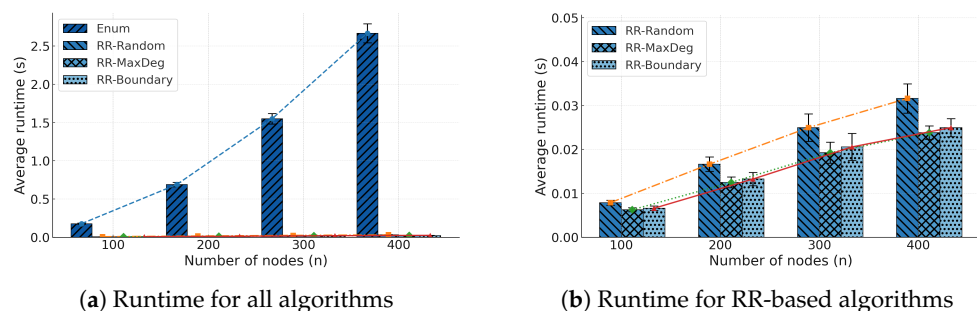 Enum
RR-Random
RR-MaxDeg
RR-Boundary
2.5
2.0
1.5
1.0
0.5
0.0
Average runtime (s)
100 200 300 400
Number of nodes (n)
(a) Runtime for all algorithms
RR-Random
RR-MaxDeg
RR-Boundary
0.05
0.04
0.03
0.02
0.01
0.00
Average runtime (s)
100 200 300 400
Number of nodes (n)
(b) Runtime for RR-based algorithms